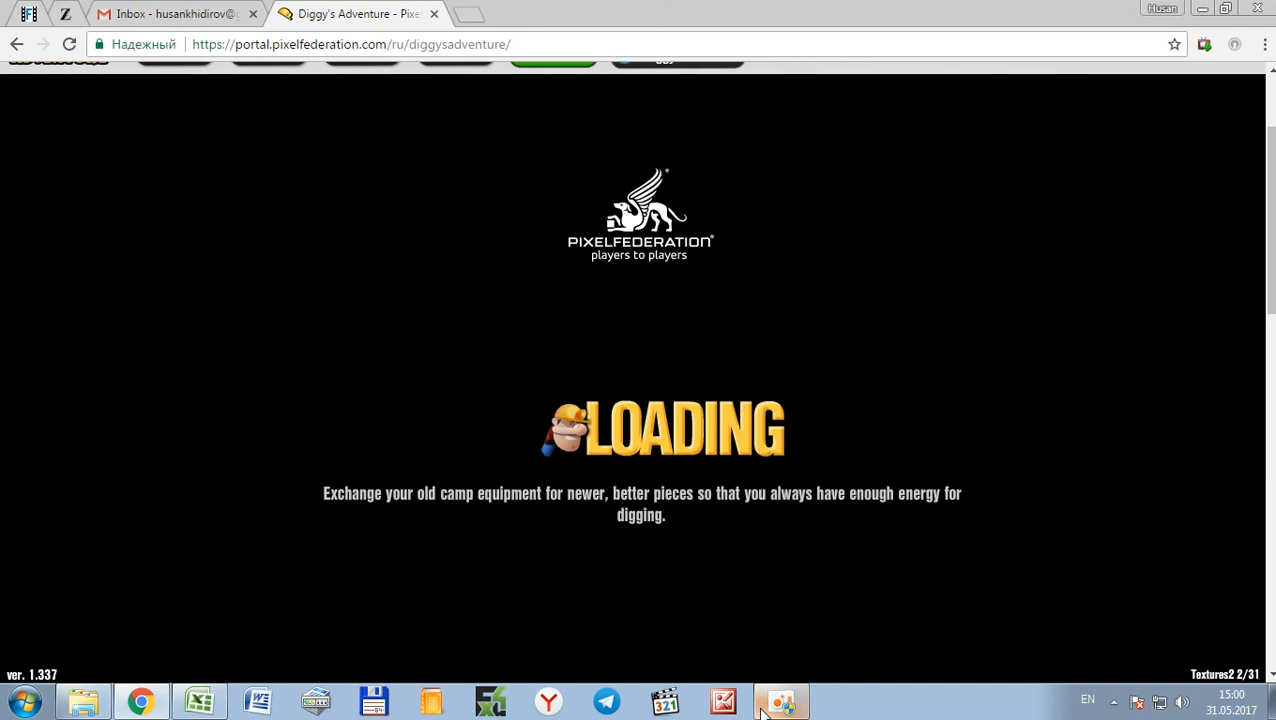 Husan
Inbox - husankhidirov@g
Diggy's Adventure - Pixe
Надежный
https://portal.pixelfederation.com/ru/diggysadventure/
PIXELFEDERATION®
players to players
LOADING
Exchange your old camp equipment for newer, better pieces so that you always have enough energy for
digging.
ver. 1.337
Textures2 2/31
EN
15:00
31.05.2017